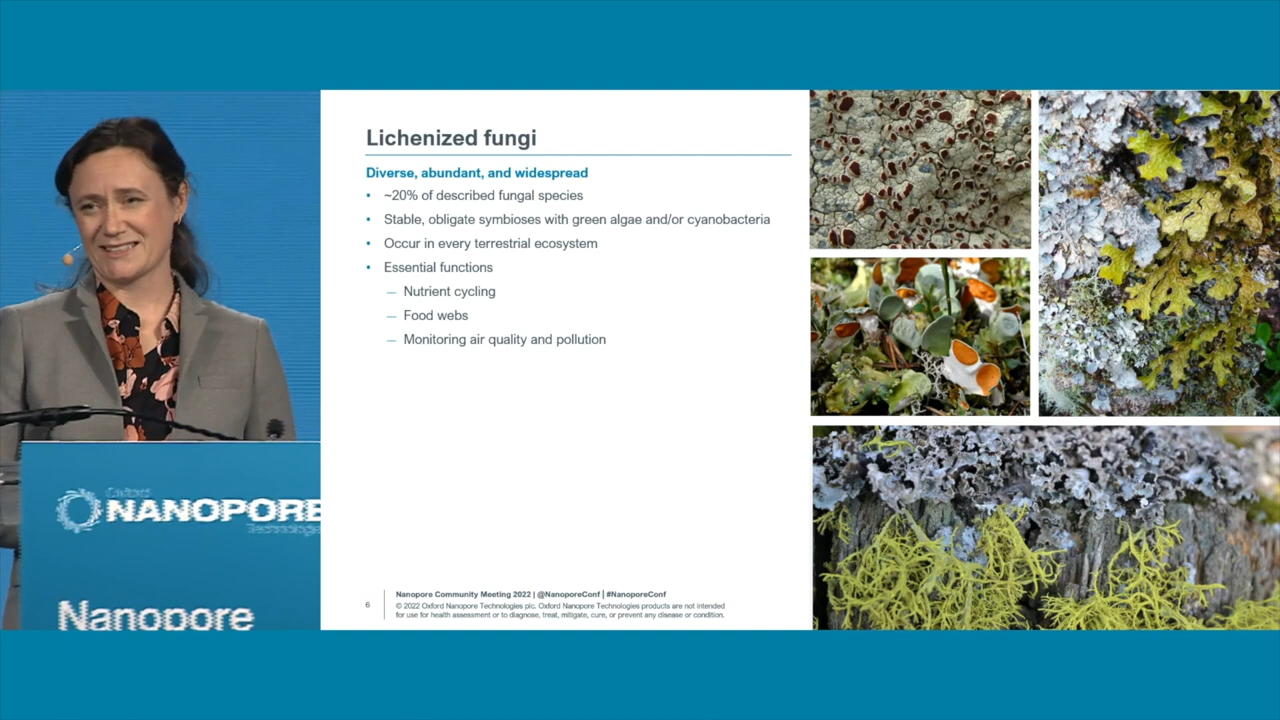 Lichenized fungi
Diverse, abundant, and widespread
• ~20% of described fungal species
• Stable, obligate symbioses with green algae and/or cyanobacteria
• Occur in every terrestrial ecosystem
• Essential functions
— Nutrient cycling
— Food webs
— Monitoring air quality and pollution
6
Nanopore Community Meeting 2022 | @NanoporeConf | #NanoporeConf
© 2022 Oxford Nanopore Technologies plc. Oxford Nanopore Technologies products are not intended
for use for health assessment or to diagnose, treat, mitigate, cure, or prevent any disease or condition.
Oxford
NANOPORE
Technologies
Nanopore